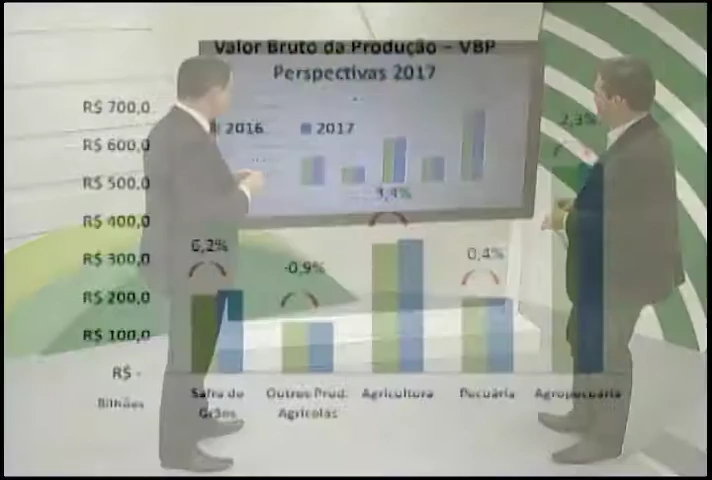 Valor Bruto da Produção – VBP
Perspectivas 2017
2016 2017
R$ 700,0
R$ 600,0
R$ 500,0
R$ 400,0
R$ 300,0
R$ 200,0
R$ 100,0
R$ -
Bilhões
6,2%
-0,9%
3,4%
0,4%
2,3%
Safra de Grãos
Outros Prod. Agrícolas
Agricultura
Pecuária
Agropecuária